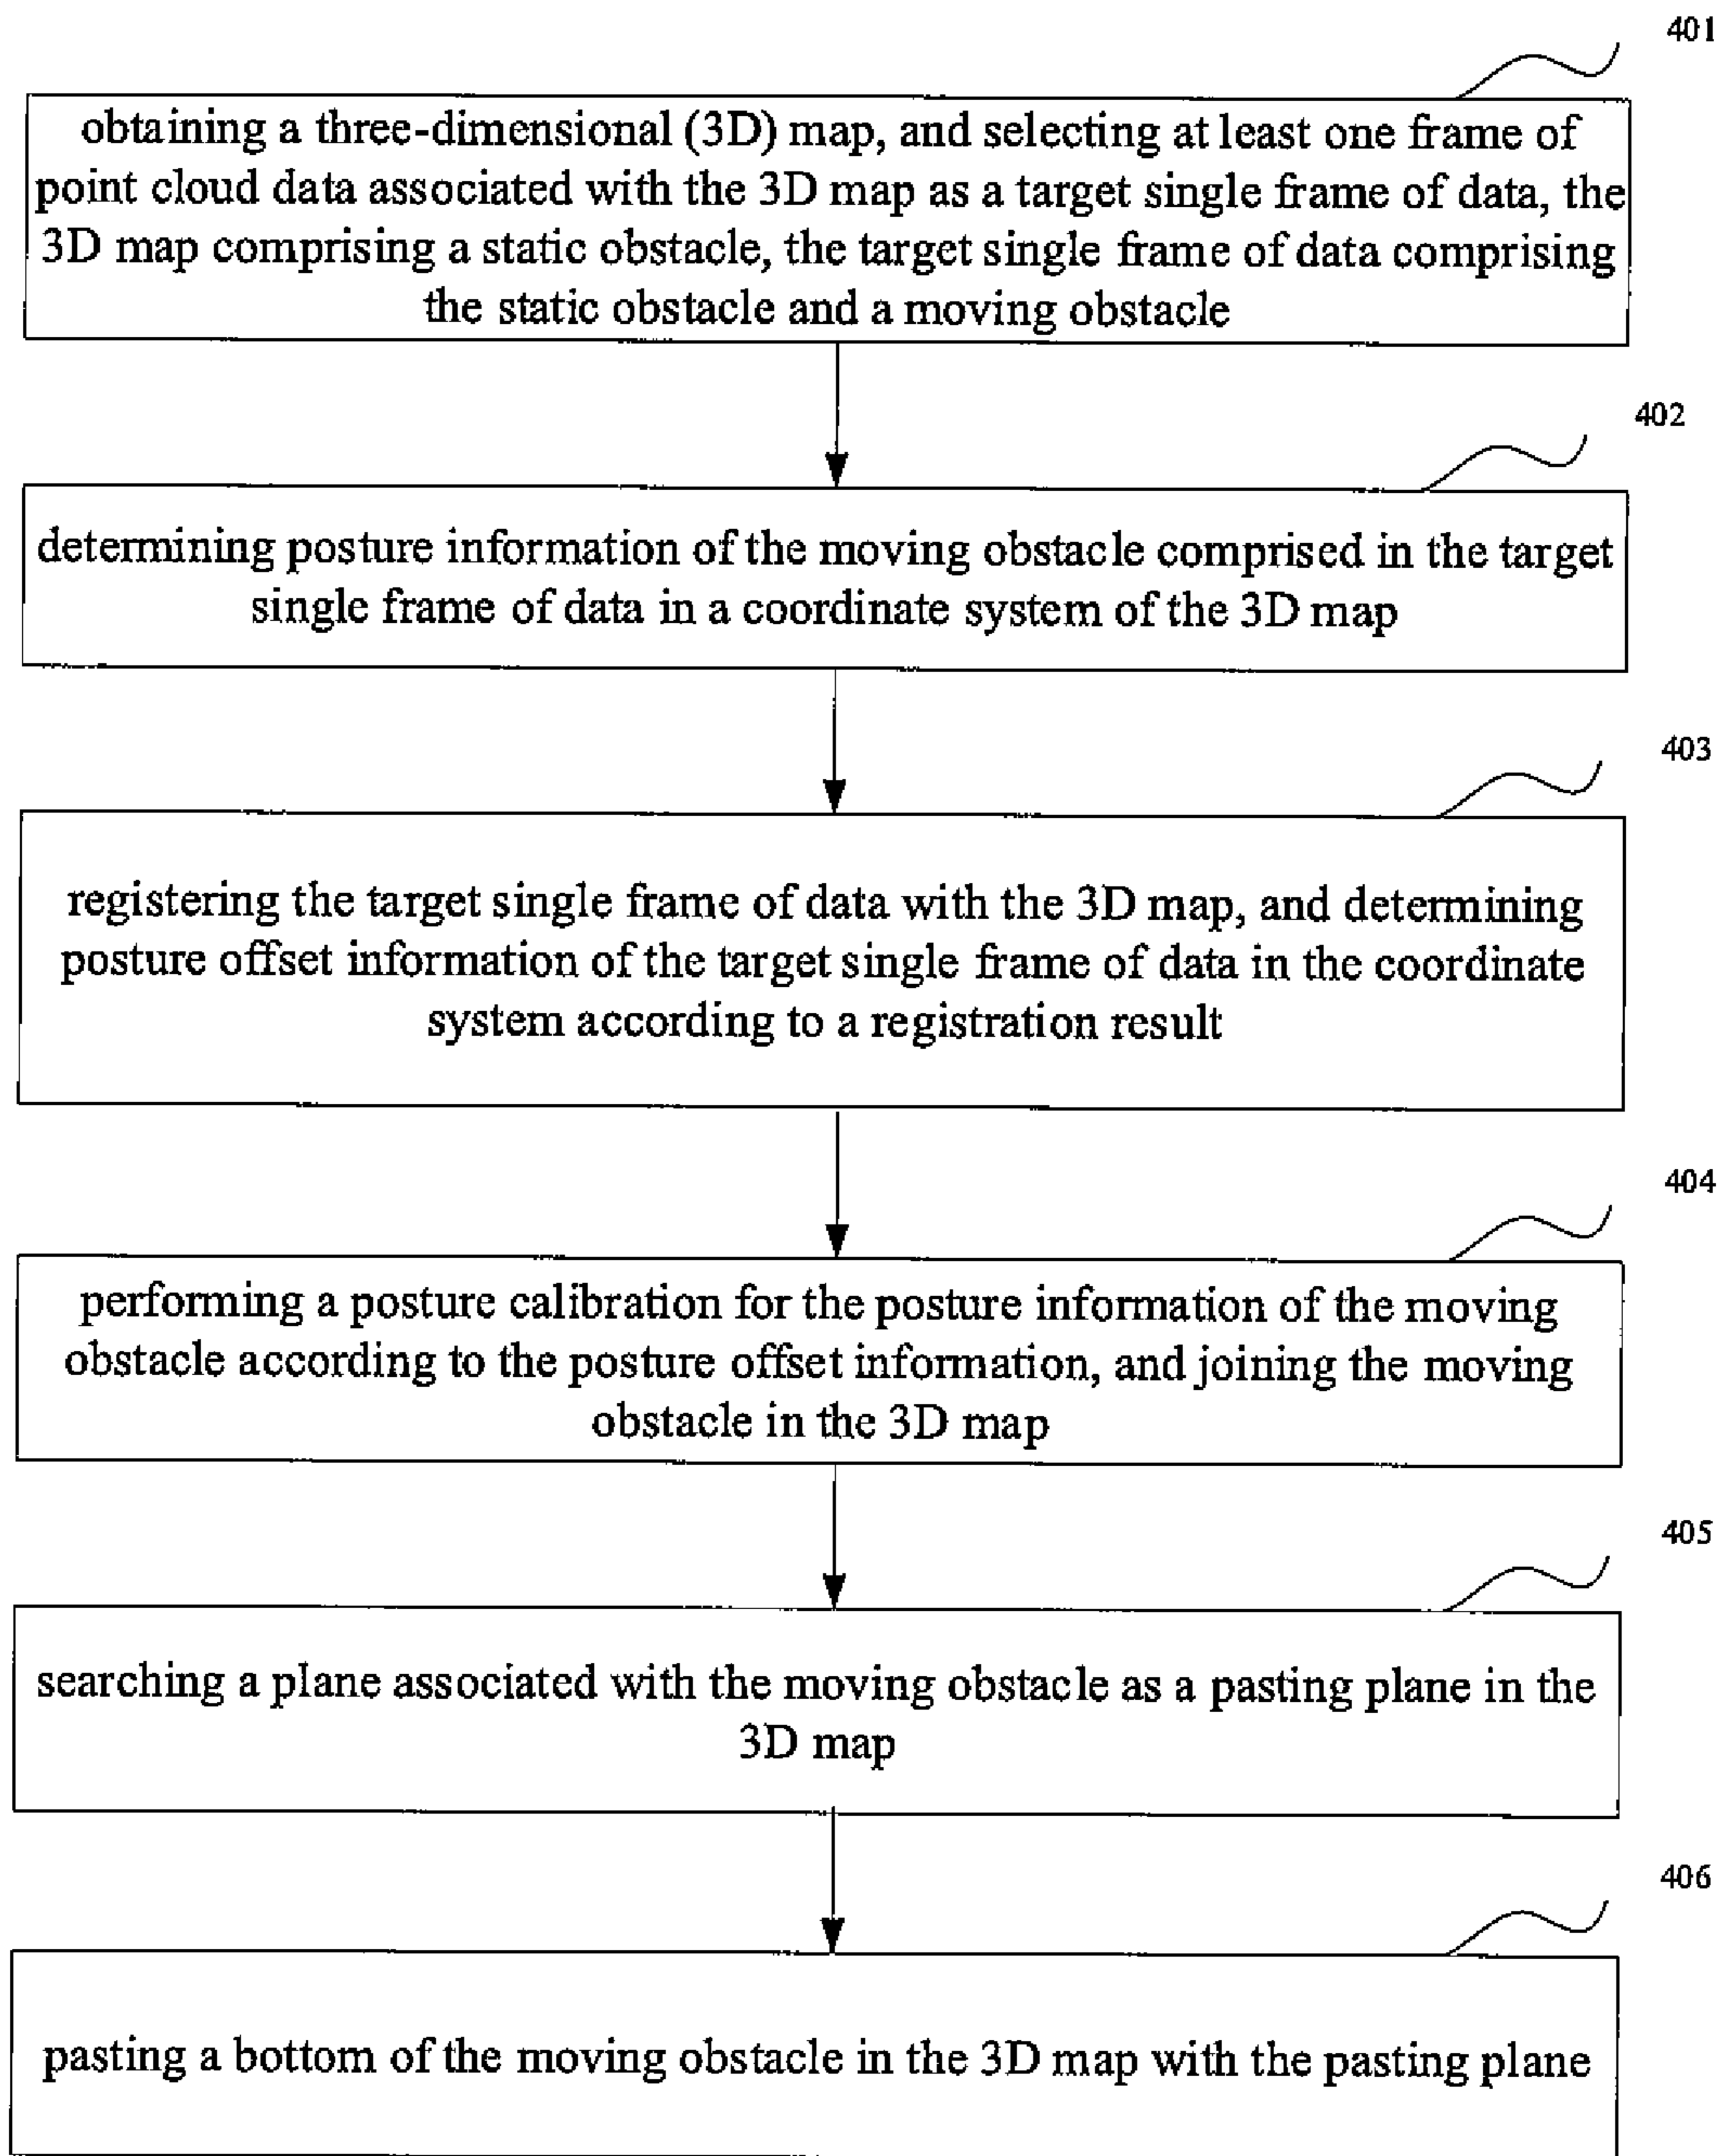 401
obtaining a three-dimensional (3D) map, and selecting at least one frame of
point cloud data associated with the 3D map as a target single frame of data, the
3D map comprising a static obstacle, the target single frame of data comprising
the static obstacle and a moving obstacle
402
determining posture information of the moving obstacle comprised in the target
single frame of data in a coordinate system of the 3D map
403
registering the target single frame of data with the 3D map, and determining
posture offset information of the target single frame of data in the coordinate
system according to a registration result
404
performing a posture calibration for the posture information of the moving
obstacle according to the posture offset information, and joining the moving
obstacle in the 3D map
405
searching a plane associated with the moving obstacle as a pasting plane in the
3D map
406
pasting a bottom of the moving obstacle in the 3D map with the pasting plane